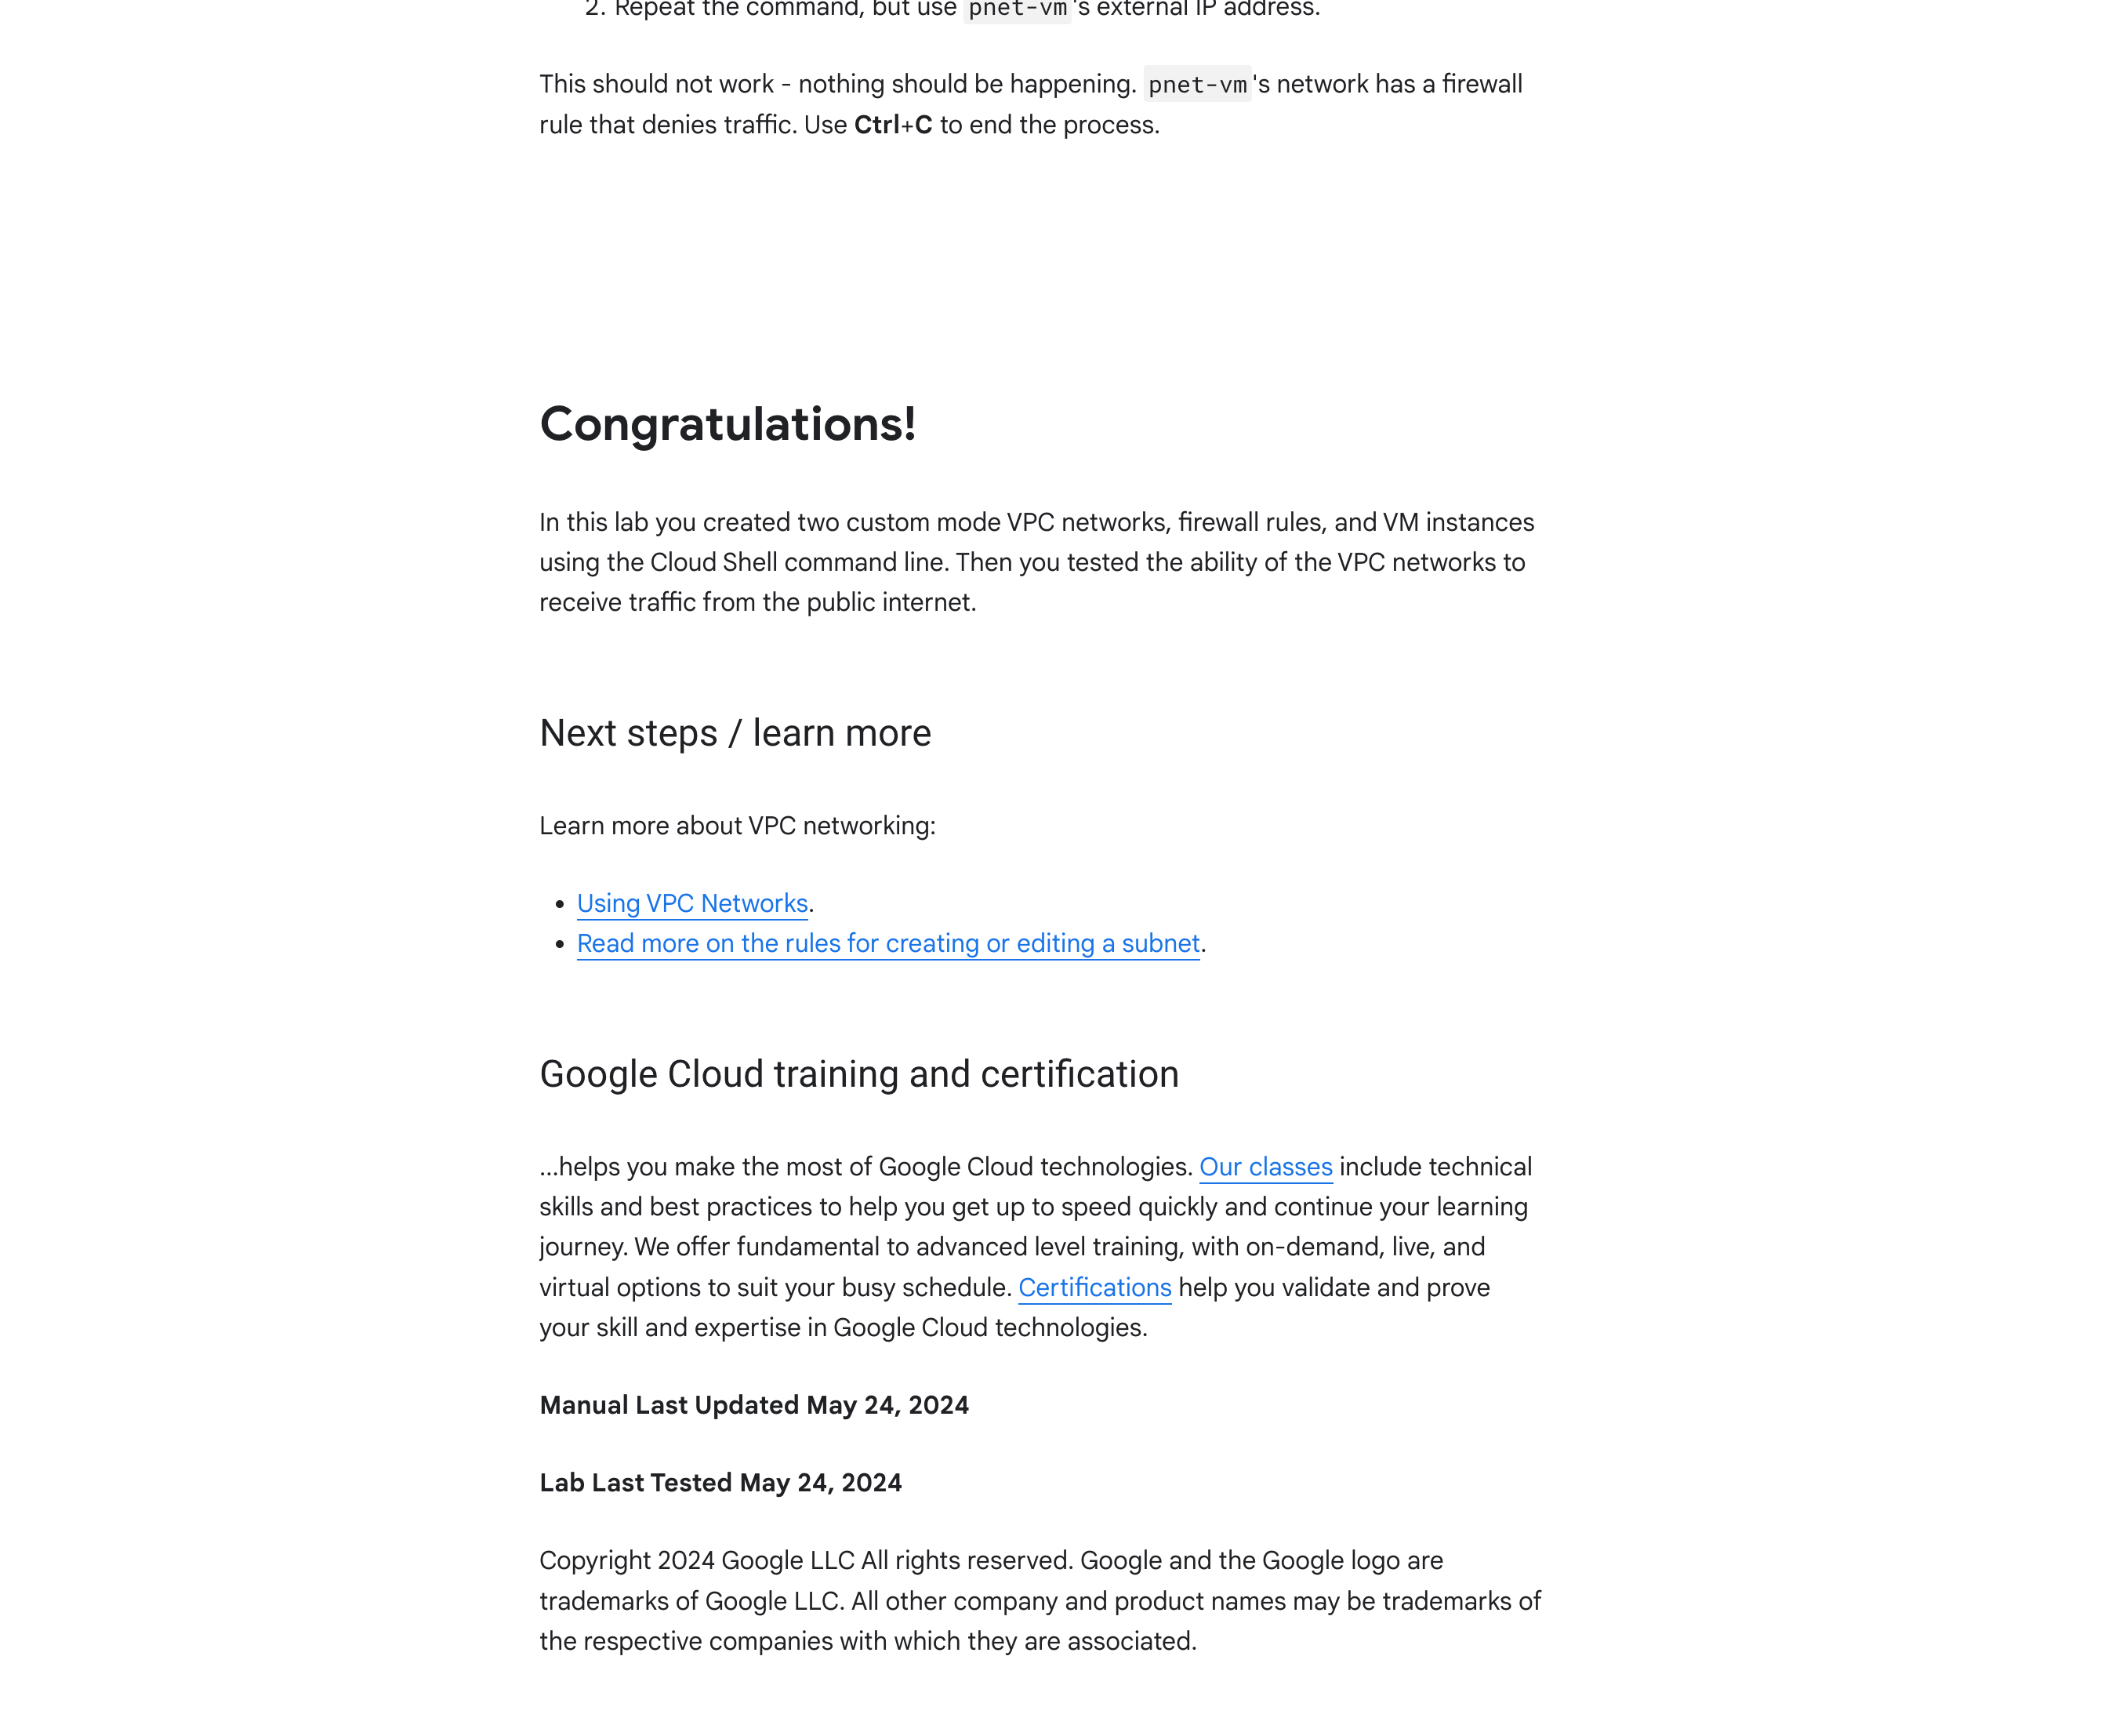 2. Repeat the command, but use pnet-vm's external IP address.
This should not work - nothing should be happening. pnet-vm's network has a firewall
rule that denies traffic. Use Ctrl+C to end the process.
Congratulations!
In this lab you created two custom mode VPC networks, firewall rules, and VM instances
using the Cloud Shell command line. Then you tested the ability of the VPC networks to
receive traffic from the public internet.
Next steps / learn more
Learn more about VPC networking:
• Using VPC Networks.
• Read more on the rules for creating or editing a subnet.
Google Cloud training and certification
...helps you make the most of Google Cloud technologies. Our classes include technical
skills and best practices to help you get up to speed quickly and continue your learning
journey. We offer fundamental to advanced level training, with on-demand, live, and
virtual options to suit your busy schedule. Certifications help you validate and prove
your skill and expertise in Google Cloud technologies.
Manual Last Updated May 24, 2024
Lab Last Tested May 24, 2024
Copyright 2024 Google LLC All rights reserved. Google and the Google logo are
trademarks of Google LLC. All other company and product names may be trademarks of
the respective companies with which they are associated.